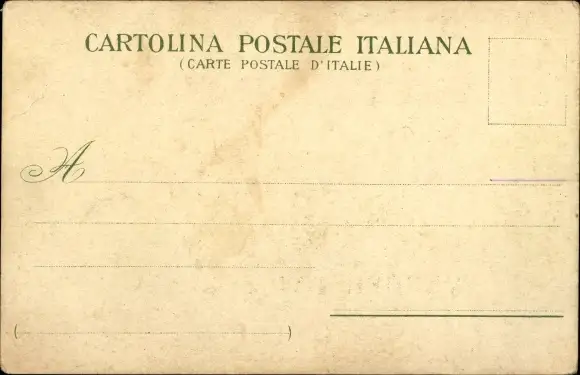 CARTOLINA POSTALE ITALIANA
(CARTE POSTALE D'ITALIE)
A
( )